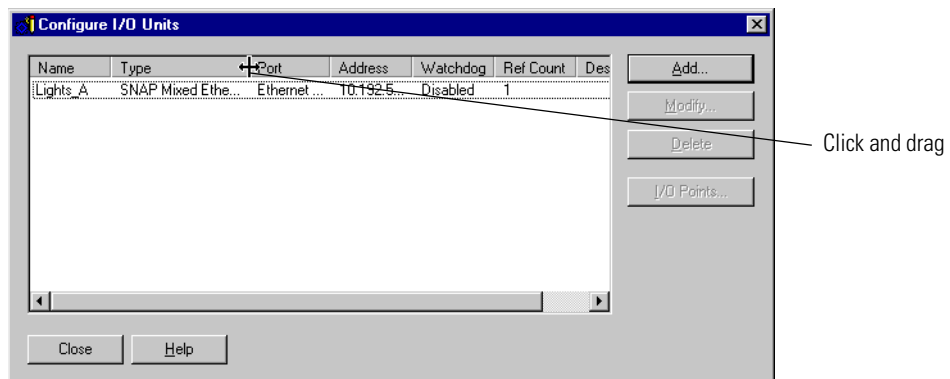 Configure I/O Units
Name Type Port Address Watchdog Ref Count Des
Lights_A SNAP Mixed Ethe... Ethernet ... 10.192.5... Disabled 1
Add...
Modify...
Delete
I/O Points...
Click and drag
Close Help